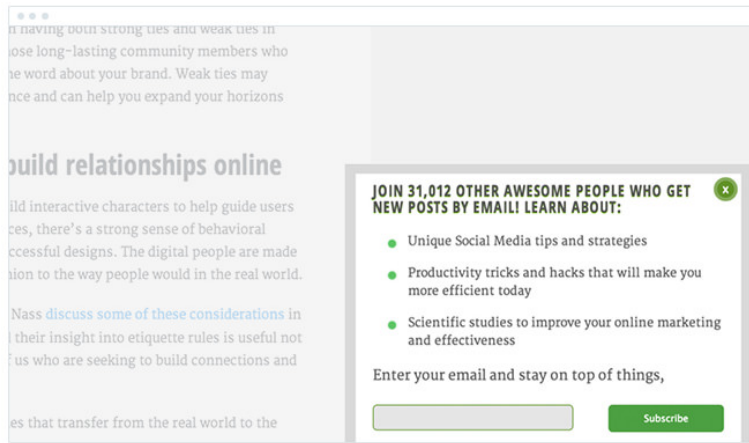 having both strong ties and weak ties in
ose long-lasting community members who
he word about your brand. Weak ties may
nce and can help you expand your horizons
build relationships online
ild interactive characters to help guide users
ces, there's a strong sense of behavioral
ccessful designs. The digital people are made
nion to the way people would in the real world.
Nass discuss some of these considerations in
their insight into etiquette rules is useful not
f us who are seeking to build connections and
es that transfer from the real world to the
JOIN 31,012 OTHER AWESOME PEOPLE WHO GET
NEW POSTS BY EMAIL! LEARN ABOUT:
x
Unique Social Media tips and strategies
Productivity tricks and hacks that will make you
more efficient today
Scientific studies to improve your online marketing
and effectiveness
Enter your email and stay on top of things,
Subscribe